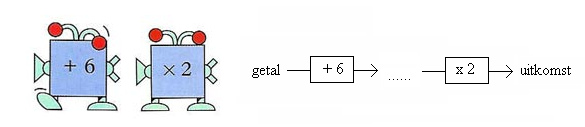 + 6
× 2
getal + 6 ...... x 2 uitkomst